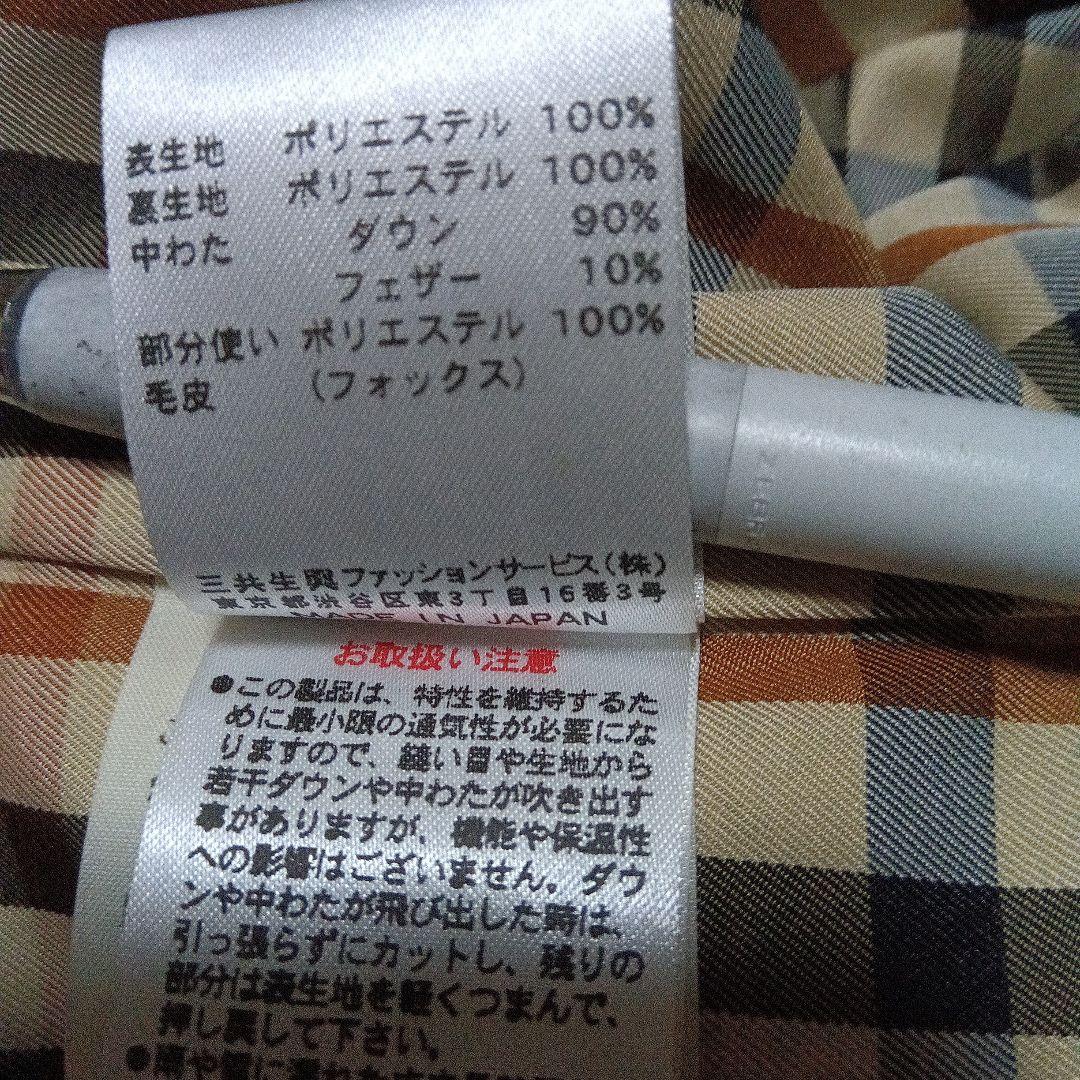 表生地 ポリエステル 100%
裏生地 ポリエステル 100%
中わた ダウン 90%
フェザー 10%
部分使い ポリエステル 100%
毛皮 (フォックス)
三共生興ファッションサービス(株)
東京都渋谷区東3丁目16番3号
MADE IN JAPAN
お取扱い注意
●この製品は、特性を維持するた
めに最小限の通気性が必要にな
りますので、縫い目や生地から
若干ダウンや中わたが吹き出す
事がありますが、機能や保温性
への影響はございません。ダウ
ンや中わたが飛び出した時は、
引っ張らずにカットし、残りの
部分は表生地を軽くつまんで、
押し戻して下さい。